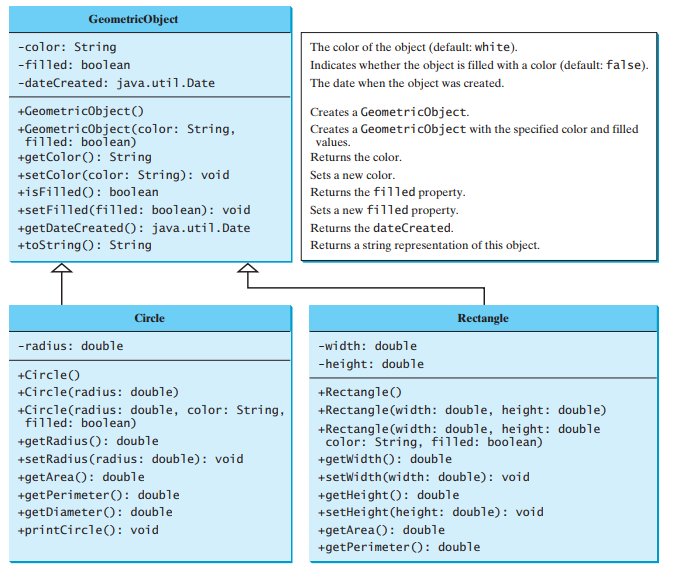 GeometricObject
-color: String
-filled: boolean
-dateCreated: java.util.Date
+GeometricObject()
+GeometricObject(color: String,
filled: boolean)
+getColor(): String
+setColor(color: String): void
+isFilled(): boolean
+setFilled(filled: boolean): void
+getDateCreated(): java.util.Date
+toString(): String
The color of the object (default: white).
Indicates whether the object is filled with a color (default: false).
The date when the object was created.
Creates a GeometricObject.
Creates a GeometricObject with the specified color and filled
values.
Returns the color.
Sets a new color.
Returns the filled property.
Sets a new filled property.
Returns the dateCreated.
Returns a string representation of this object.
Circle
-radius: double
+Circle()
+Circle(radius: double)
+Circle(radius: double, color: String,
filled: boolean)
+getRadius(): double
+setRadius(radius: double): void
+getArea(): double
+getPerimeter(): double
+getDiameter(): double
+printCircle(): void
Rectangle
-width: double
-height: double
+Rectangle()
+Rectangle(width: double, height: double)
+Rectangle(width: double, height: double
color: String, filled: boolean)
+getWidth(): double
+setWidth(width: double): void
+getHeight(): double
+setHeight(height: double): void
+getArea(): double
+getPerimeter(): double